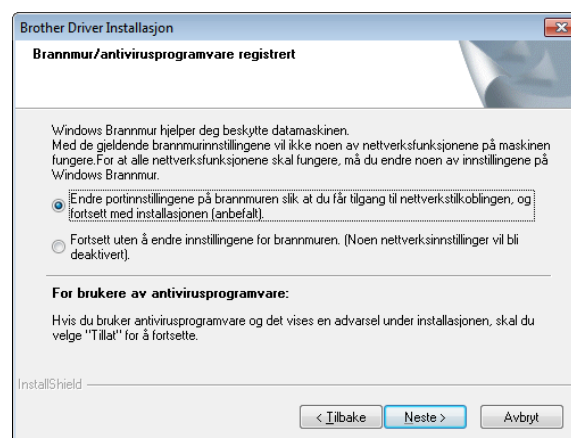 Brother Driver Installasjon
Brannmur/antivirusprogramvare registrert
Windows Brannmur hjelper deg beskytte datamaskinen.
Med de gjeldende brannmurinnstillingene vil ikke noen av nettverksfunksjonene på maskinen
fungere.For at alle nettverksfunksjonene skal fungere, må du endre noen av innstillingene på
Windows Brannmur.
Endre portinnstillingene på brannmuren slik at du får tilgang til nettverkstilkoblingen, og
fortsett med installasjonen (anbefalt).
Fortsett uten å endre innstillingene for brannmuren. (Noen nettverksinnstillinger vil bli
deaktivert).
For brukere av antivirusprogramvare:
Hvis du bruker antivirusprogramvare og det vises en advarsel under installasjonen, skal du
velge "Tillat" for å fortsette.
InstallShield
< Tilbake
Neste >
Avbryt